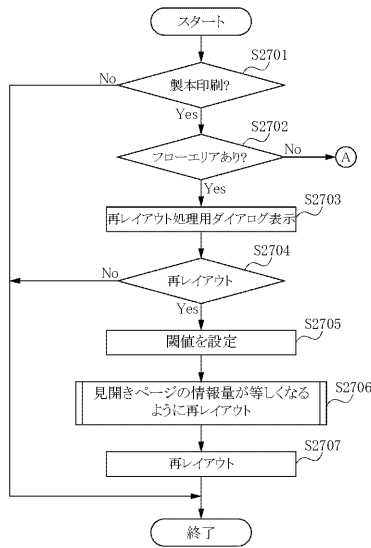 スタート
S2701
製本印刷?
No
Yes
S2702
フローエリアあり?
No
A
Yes
S2703
再レイアウト処理用ダイアログ表示
S2704
No
再レイアウト
Yes
S2705
閾値を設定
S2706
見開きページの情報量が等しくなる
ように再レイアウト
S2707
再レイアウト
終了